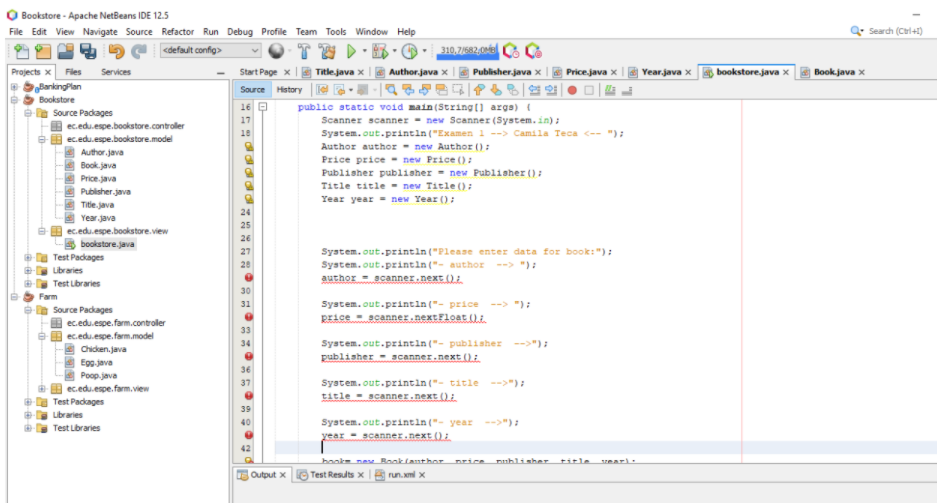 Bookstore - Apache NetBeans IDE 12.5
File Edit View Navigate Source Refactor Run Debug Profile Team Tools Window Help
Search (Ctrl+I)
<default config>
310,7/682,0MB
Projects Files Services
Start Page Title.java Author.java Publisher.java Price.java Year.java bookstore.java Book.java
Source History
BankingPlan
Bookstore
Source Packages
ec.edu.espe.bookstore.controller
ec.edu.espe.bookstore.model
Author.java
Book.java
Price.java
Publisher.java
Title.java
Year.java
ec.edu.espe.bookstore.view
bookstore.java
Test Packages
Libraries
Test Libraries
Farm
Source Packages
ec.edu.espe.farm.controller
ec.edu.espe.farm.model
Chicken.java
Egg.java
Poop.java
ec.edu.espe.farm.view
Test Packages
Libraries
Test Libraries
16 public static void main(String[] args) {
17 Scanner scanner = new Scanner(System.in);
18 System.out.println("Examen 1 --> Camila Teca <-- ");
Author author = new Author();
Price price = new Price();
Publisher publisher = new Publisher();
Title title = new Title();
Year year = new Year();
24
25
26
27 System.out.println("Please enter data for book:");
28 System.out.println("- author --> ");
author = scanner.next();
30
31 System.out.println("- price --> ");
price = scanner.nextFloat();
33
34 System.out.println("- publisher -->");
publisher = scanner.next();
36
37 System.out.println("- title -->");
title = scanner.next();
39
40 System.out.println("- year -->");
year = scanner.next();
42
new Book(author, price, publisher, title, year);
Output Test Results run.xml